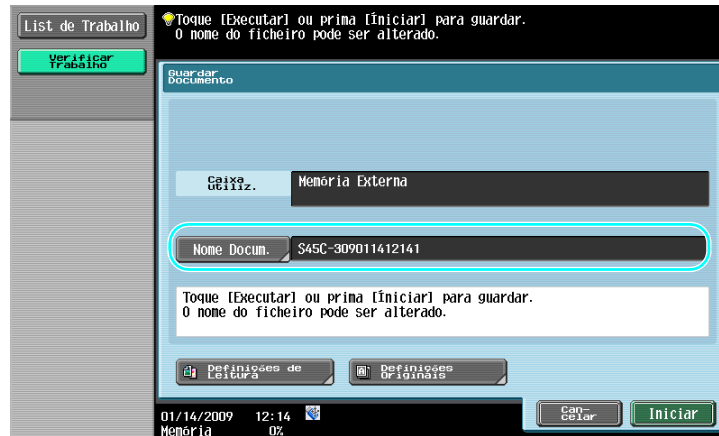 List de Trabalho
Toque [Executar] ou prima [Íniciar] para guardar.
O nome do ficheiro pode ser alterado.
Verificar
Trabalho
Guardar
Documento
Caixa
utiliz.
Memória Externa
Nome Docum.
S45C-309011412141
Toque [Executar] ou prima [Íniciar] para guardar.
O nome do ficheiro pode ser alterado.
Definições de
Leitura
Definições
Originais
01/14/2009 12:14
Memória 0%
Can-
celar
Iniciar